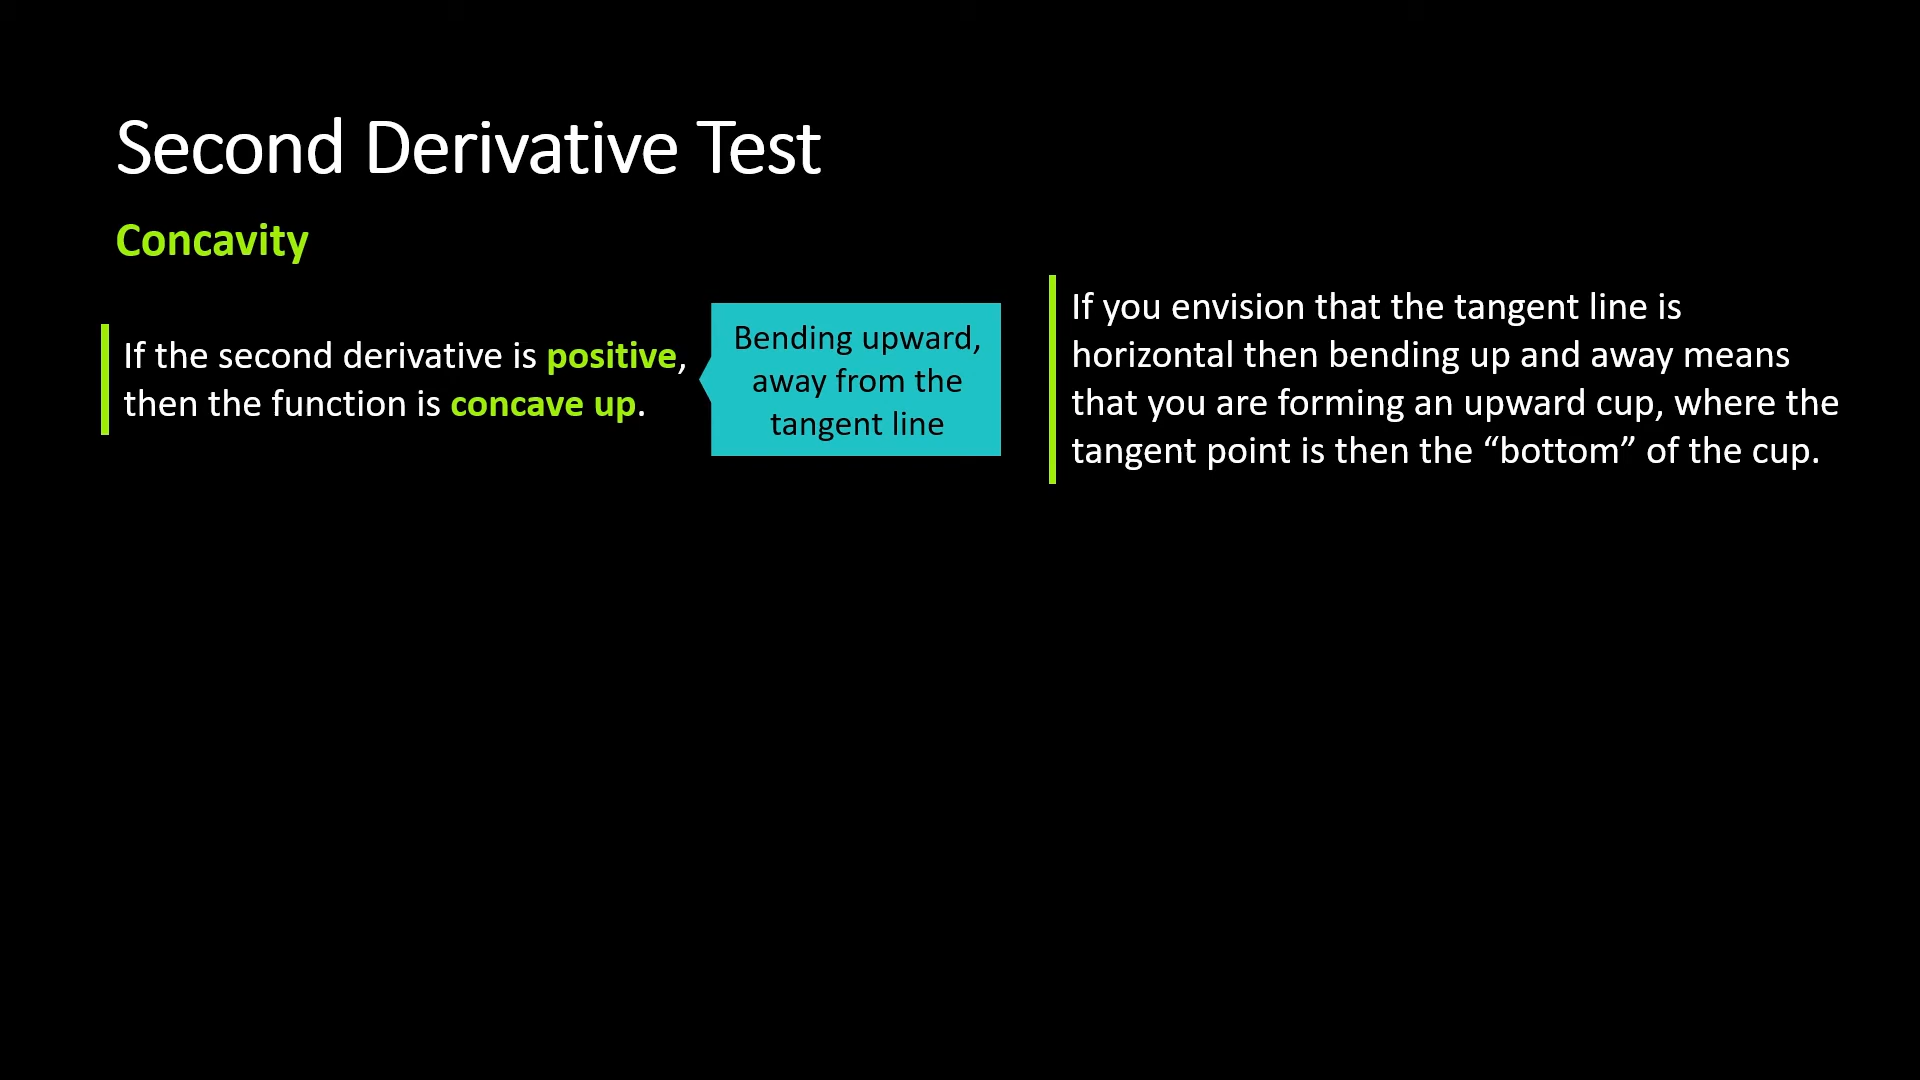 Second Derivative Test
Concavity
If the second derivative is positive,
then the function is concave up.
Bending upward,
away from the
tangent line
If you envision that the tangent line is
horizontal then bending up and away means
that you are forming an upward cup, where the
tangent point is then the “bottom” of the cup.